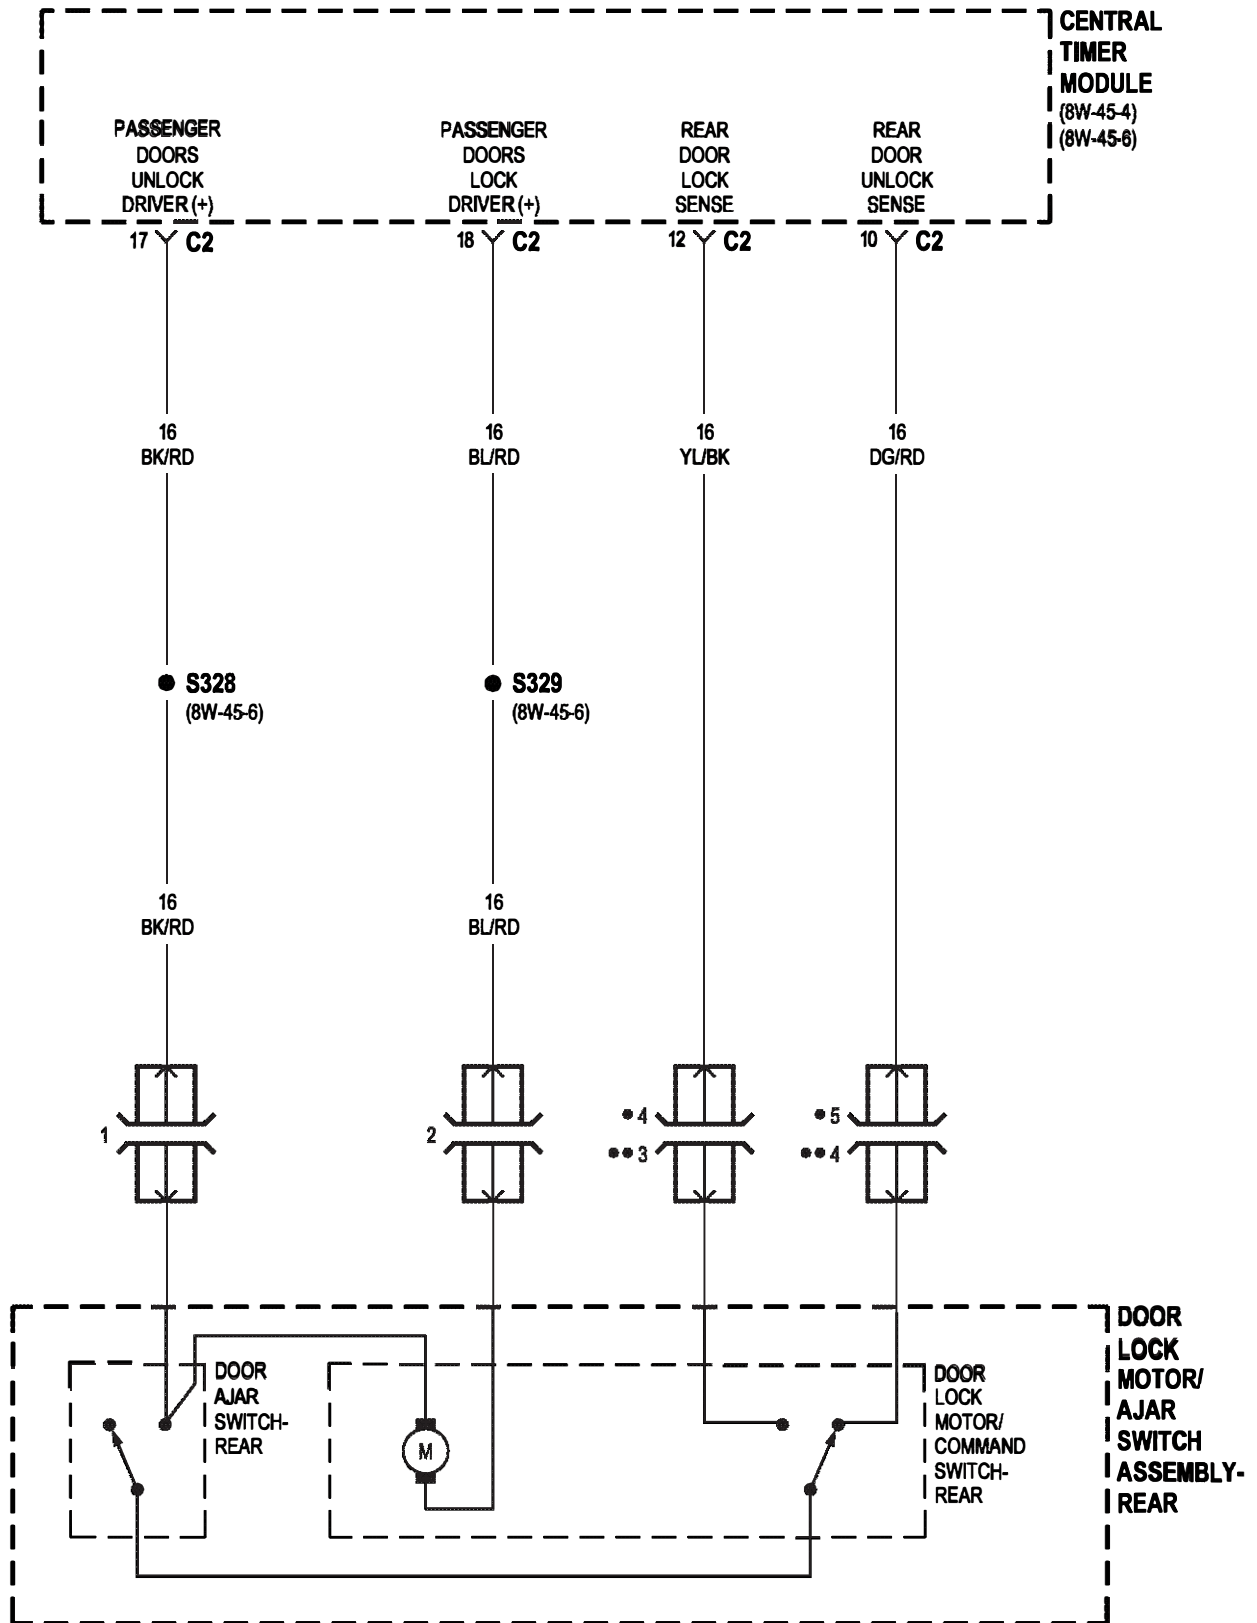 CENTRAL
TIMER
MODULE
(8W-45-4)
(8W-45-6)
PASSENGER
DOORS
UNLOCK
DRIVER (+)
PASSENGER
DOORS
LOCK
DRIVER (+)
REAR
DOOR
LOCK
SENSE
REAR
DOOR
UNLOCK
SENSE
17 C2
18 C2
12 C2
10 C2
16
BK/RD
16
BL/RD
16
YL/BK
16
DG/RD
S328
(8W-45-6)
S329
(8W-45-6)
16
BK/RD
16
BL/RD
1
2
•4
••3
•5
••4
DOOR
LOCK
MOTOR/
AJAR
SWITCH
ASSEMBLY-
REAR
DOOR
AJAR
SWITCH-
REAR
M
DOOR
LOCK
MOTOR/
COMMAND
SWITCH-
REAR